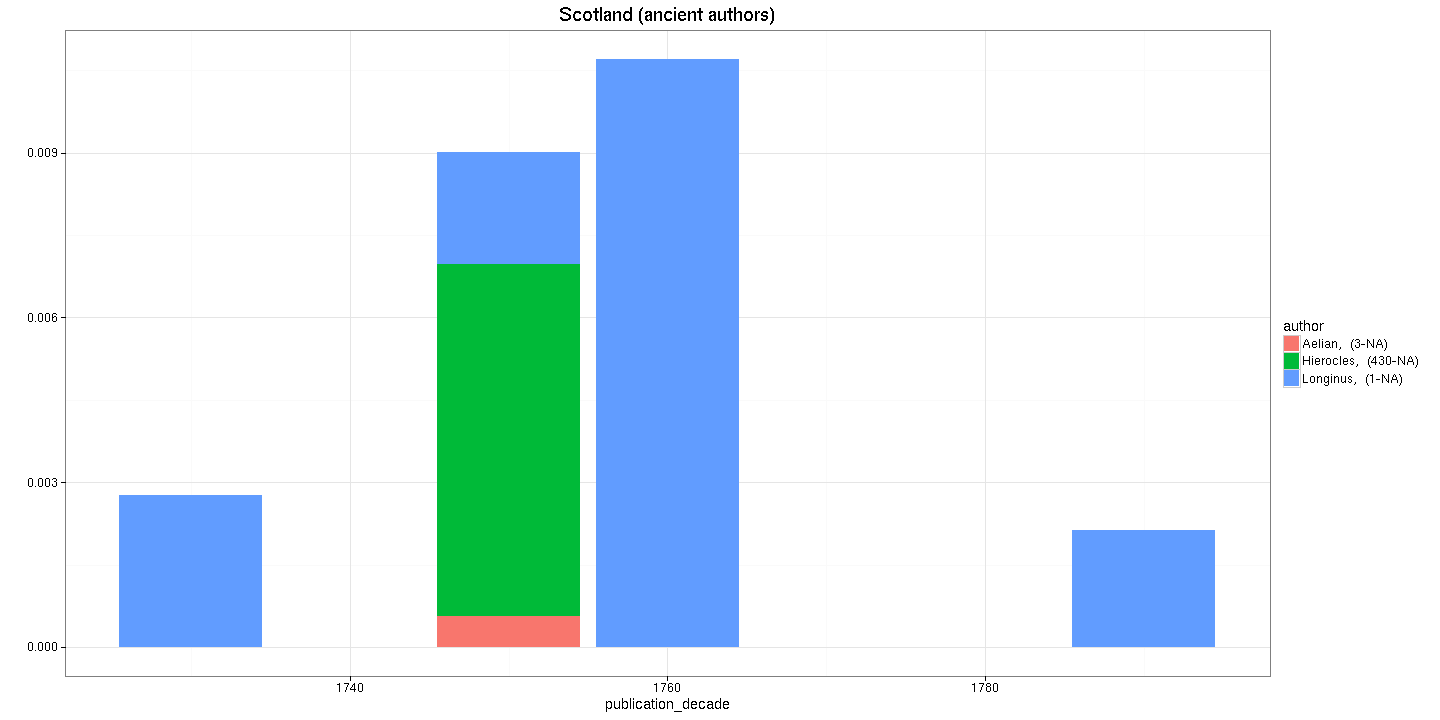 Scotland (ancient authors)
0.009
0.006
0.003
0.000
1740 1760 1780
publication_decade
author
Aelian, (3-NA)
Hierocles, (430-NA)
Longinus, (1-NA)